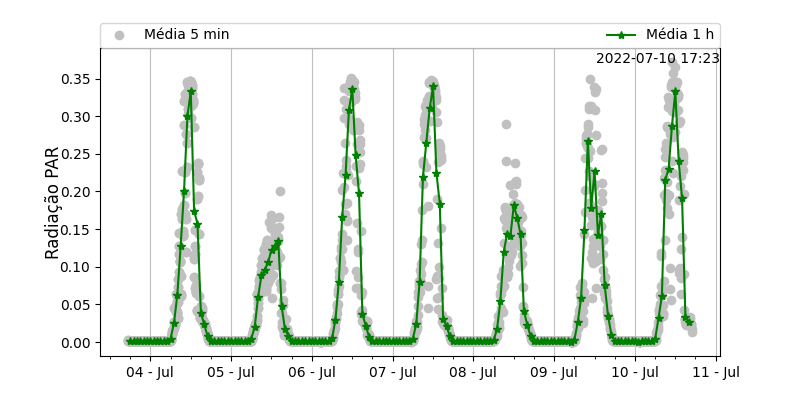 Média 5 min
Média 1 h
2022-07-10 17:23
Radiação PAR
0.35
0.30
0.25
0.20
0.15
0.10
0.05
0.00
04 - Jul
05 - Jul
06 - Jul
07 - Jul
08 - Jul
09 - Jul
10 - Jul
11 - Jul